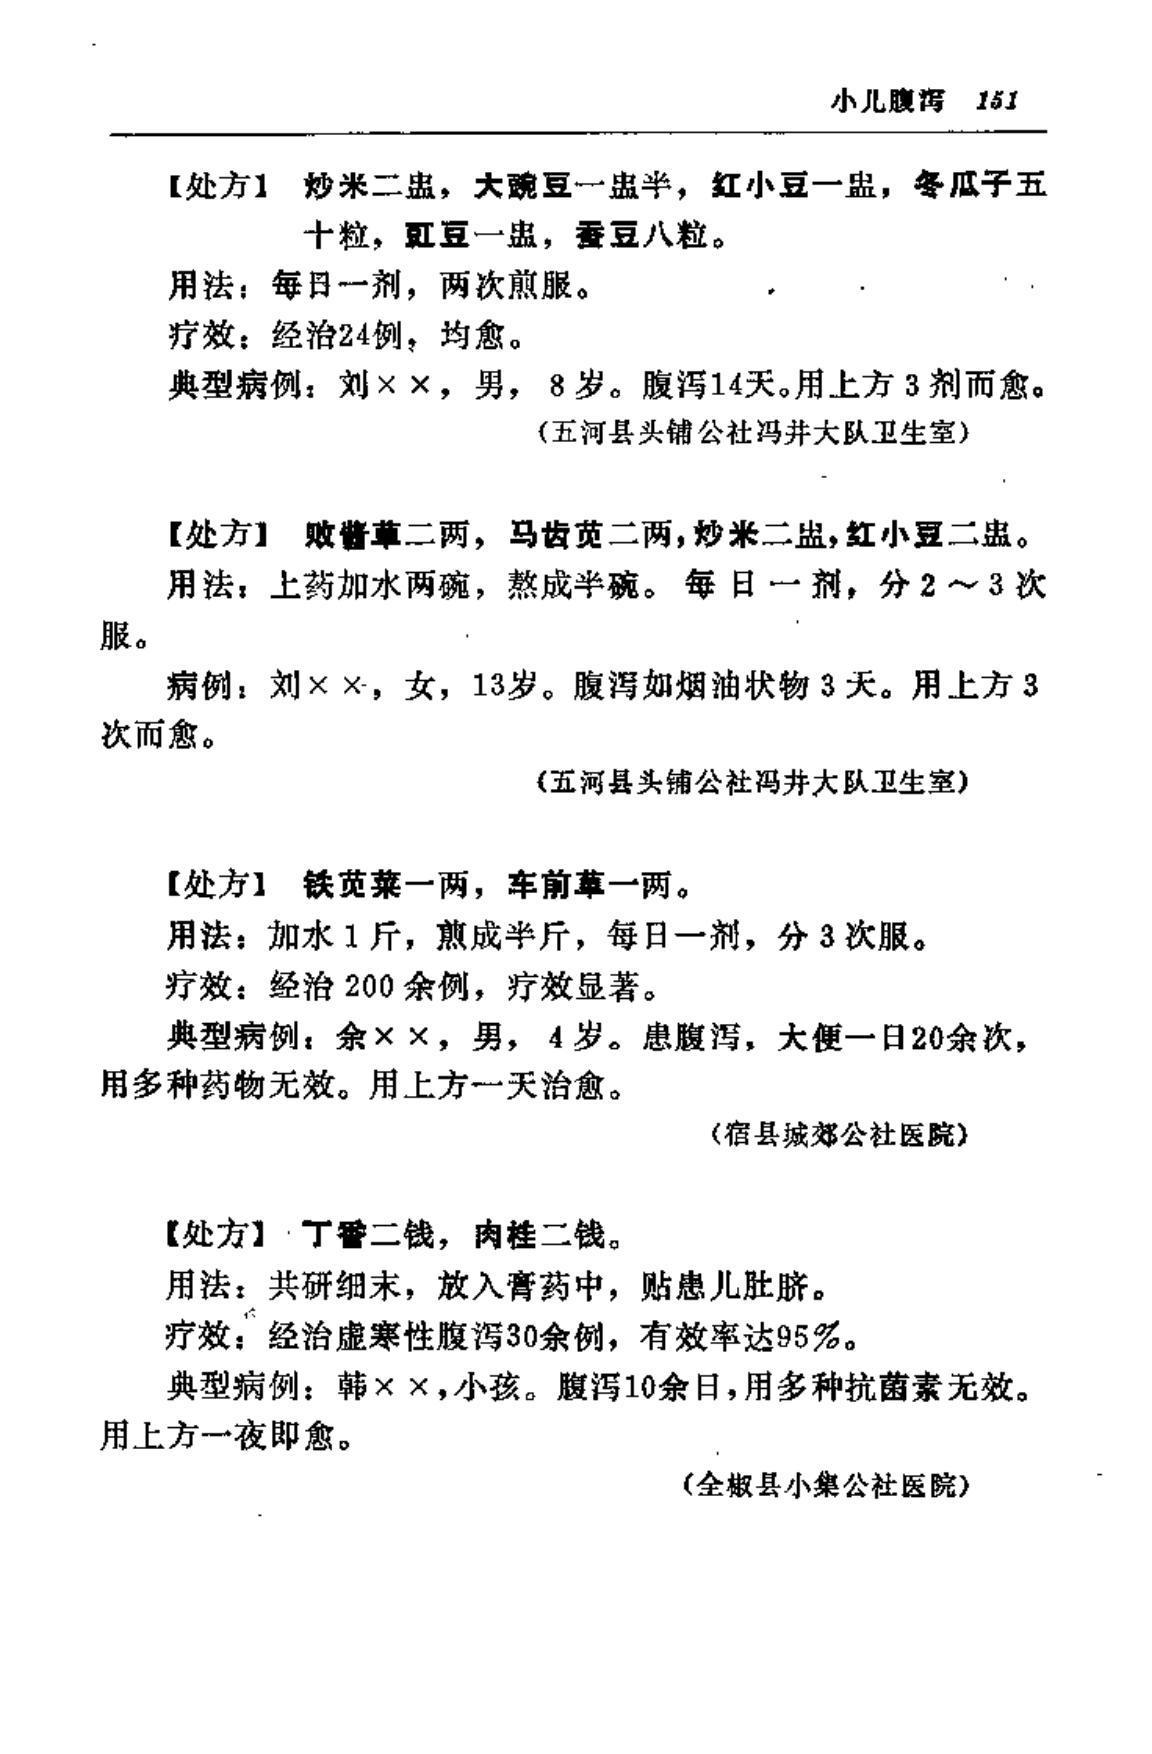 小儿腹泻 151
【处方】 炒米二盅，大豌豆一盅半，红小豆一盅，冬瓜子五
十粒，豇豆一盅，蚕豆八粒。
用法：每日一剂，两次煎服。
疗效：经治24例，均愈。
典型病例：刘××，男，8岁。腹泻14天。用上方3剂而愈。
（五河县头铺公社冯井大队卫生室）
【处方】 败酱草二两，马齿苋二两，炒米二盅，红小豆二盅。
用法：上药加水两碗，熬成半碗。每日一剂，分2～3次
服。
病例：刘××，女，13岁。腹泻如烟油状物3天。用上方3
次而愈。
（五河县头铺公社冯井大队卫生室）
【处方】 铁苋菜一两，车前草一两。
用法：加水1斤，煎成半斤，每日一剂，分3次服。
疗效：经治200余例，疗效显著。
典型病例：余××，男，4岁。患腹泻，大便一日20余次，
用多种药物无效。用上方一天治愈。
（宿县城郊公社医院）
【处方】 丁香二钱，肉桂二钱。
用法：共研细末，放入膏药中，贴患儿肚脐。
疗效：经治虚寒性腹泻30余例，有效率达95%。
典型病例：韩××，小孩。腹泻10余日，用多种抗菌素无效。
用上方一夜即愈。
（全椒县小集公社医院）